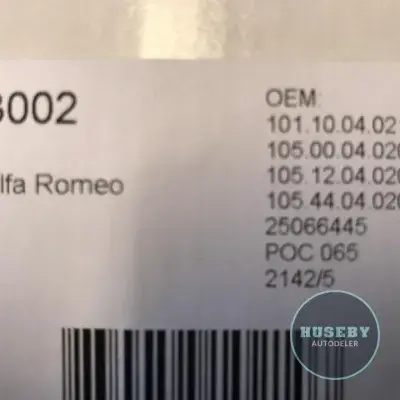 3002
lfa Romeo
OEM:
101.10.04.02
105.00.04.020
105.12.04.020
105.44.04.020
25066445
POC 065
2142/5
HUSEBY
AUTODELER